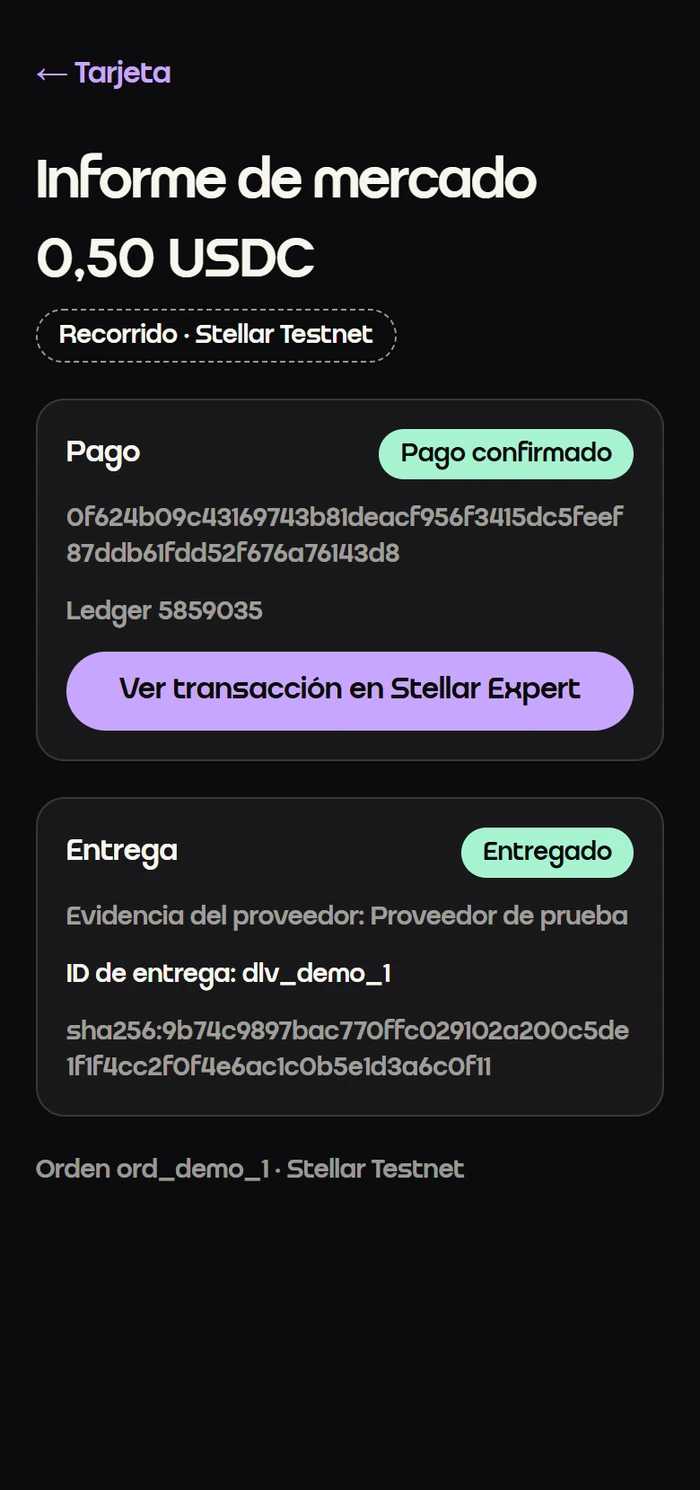 ← Tarjeta
Informe de mercado
0,50 USDC
Recorrido · Stellar Testnet
Pago
Pago confirmado
0f624b09c43169743b81deacf956f3415dc5feef
87ddb61fdd52f676a76143d8
Ledger 5859035
Ver transacción en Stellar Expert
Entrega
Entregado
Evidencia del proveedor: Proveedor de prueba
ID de entrega: dlv_demo_1
sha256:9b74c9897bac770ffc029102a200c5de
1f1f4cc2f0f4e6ac1c0b5e1d3a6c0f11
Orden ord_demo_1 · Stellar Testnet